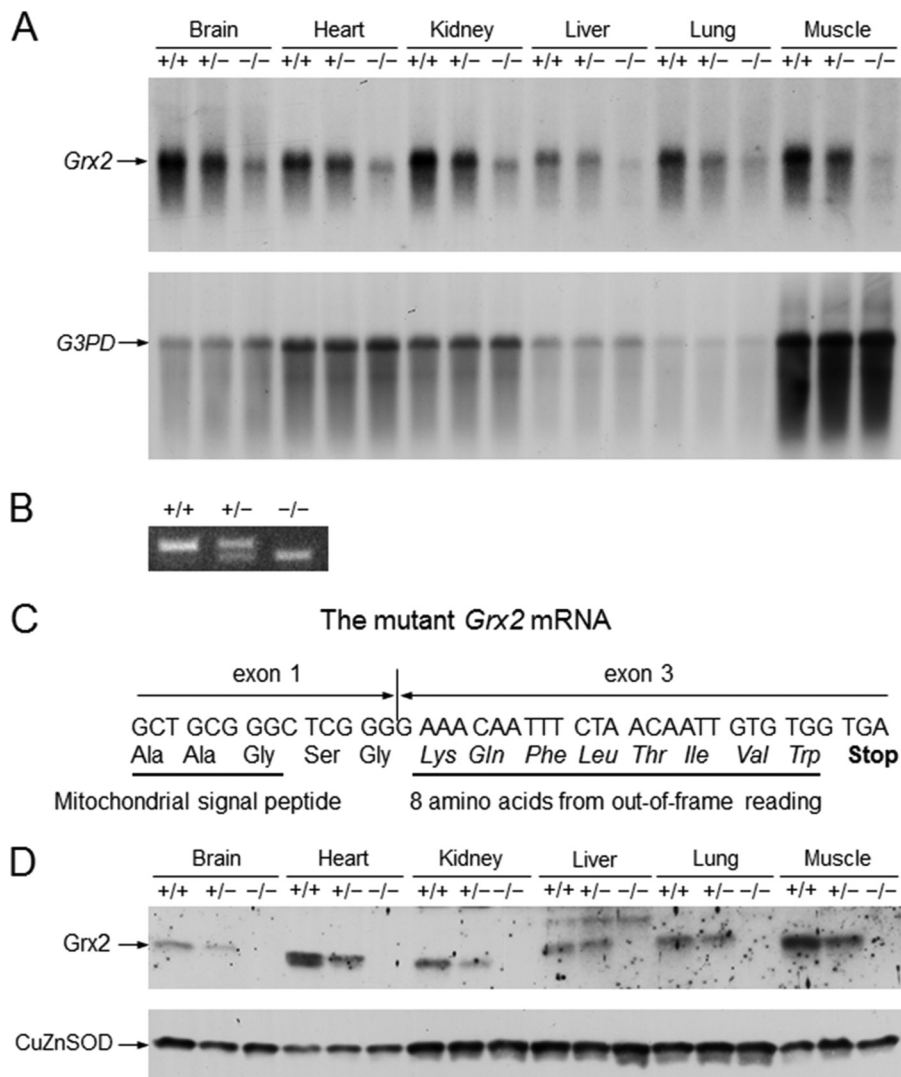 A
Brain Heart Kidney Liver Lung Muscle
+/+ +/− −/− +/+ +/− −/− +/+ +/− −/− +/+ +/− −/− +/+ +/− −/− +/+ +/− −/−
Grx2
G3PD
B
+/+ +/− −/−
C
The mutant Grx2 mRNA
exon 1 exon 3
GCT GCG GGC TCG GGG AAA CAA TTT CTA ACA ATT GTG TGG TGA
Ala Ala Gly Ser Gly Lys Gln Phe Leu Thr Ile Val Trp Stop
Mitochondrial signal peptide 8 amino acids from out-of-frame reading
D
Brain Heart Kidney Liver Lung Muscle
+/+ +/− −/− +/+ +/− −/− +/+ +/− −/− +/+ +/− −/− +/+ +/− −/− +/+ +/− −/−
Grx2
CuZnSOD